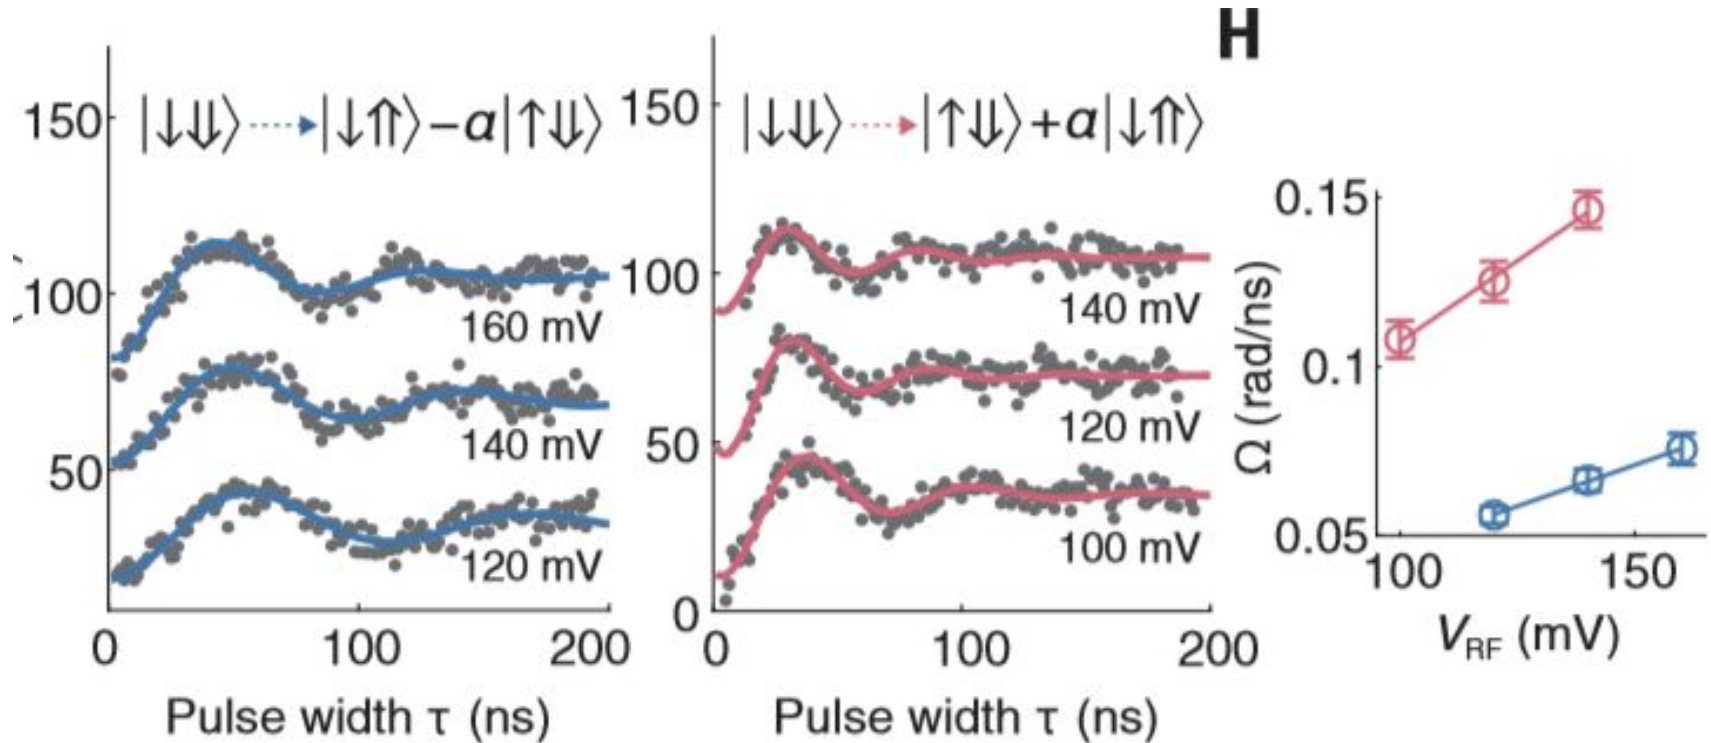 H
|↓⇓⟩ → |↓⇑⟩ − a|↑⇓⟩
150
100
50
160 mV
140 mV
120 mV
0 100 200
Pulse width τ (ns)
|↓⇓⟩ → |↑⇓⟩ + a|↓⇑⟩
150
100
50
0
140 mV
120 mV
100 mV
0 100 200
Pulse width τ (ns)
0.15
0.1
0.05
Ω (rad/ns)
100 150
V_RF (mV)